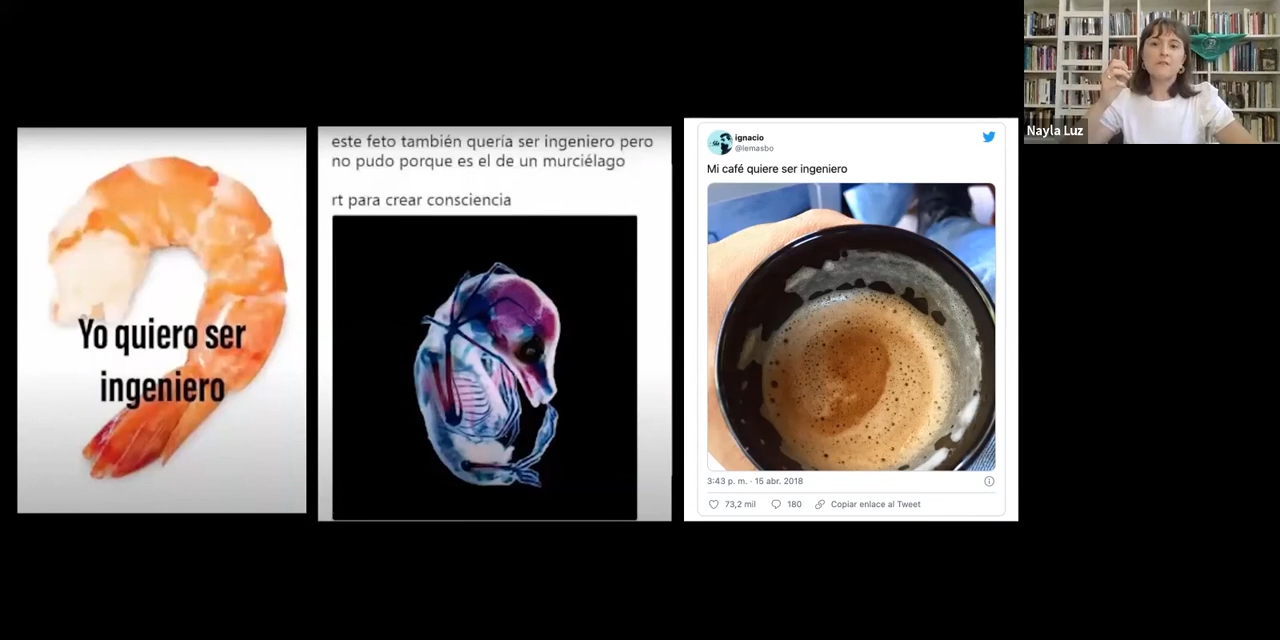 Yo quiero ser
ingeniero
este feto también quería ser ingeniero pero
no pudo porque es el de un murciélago
rt para crear consciencia
ignacio
@lemasbo
Mi café quiere ser ingeniero
3:43 p. m. · 15 abr. 2018
73,2 mil
180
Copiar enlace al Tweet
Nayla Luz